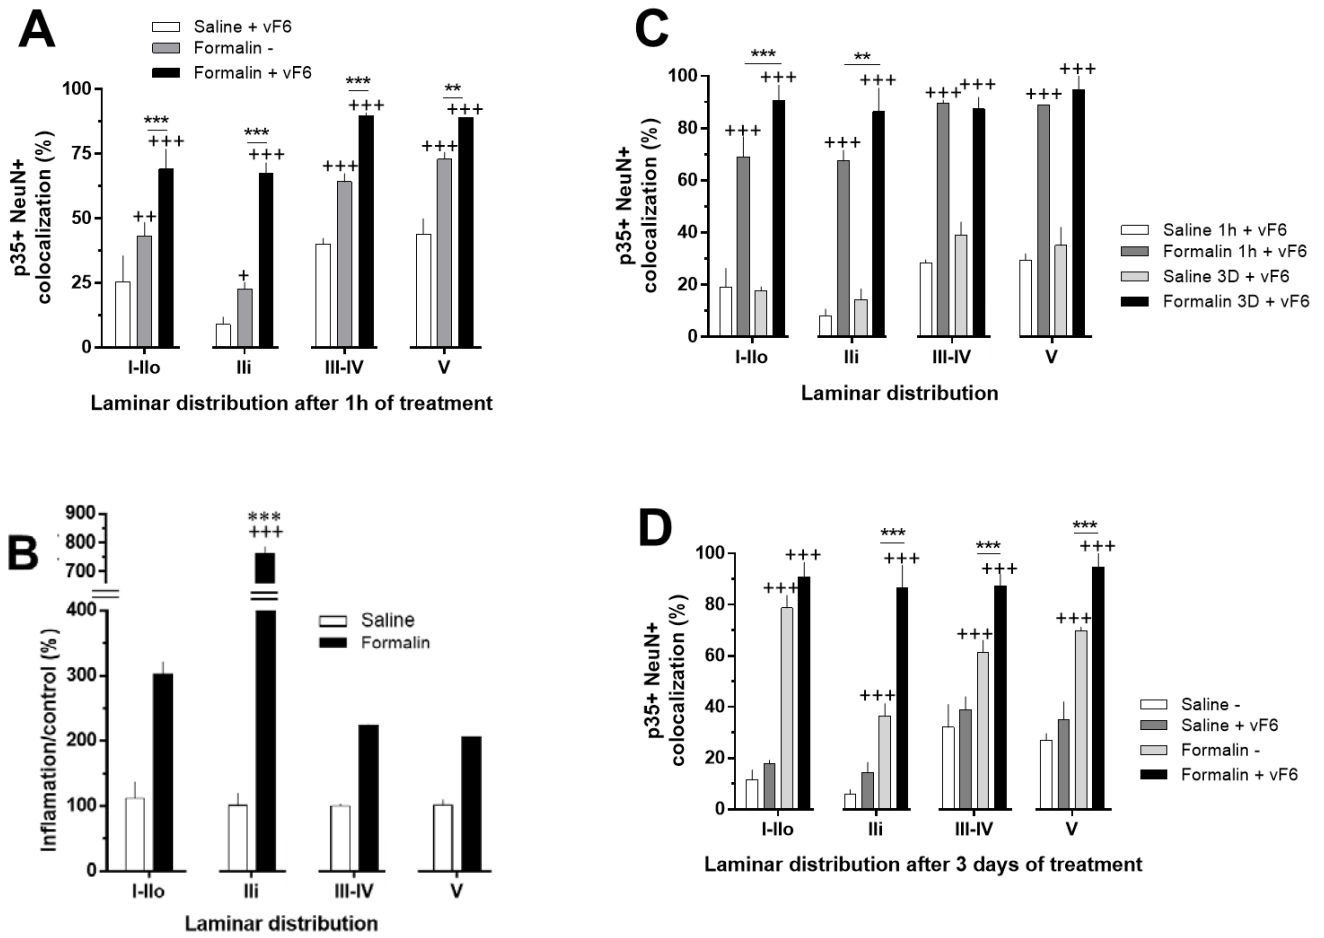 A
Saline + vF6
Formalin -
Formalin + vF6
p35+ NeuN+
colocalization (%)
100
75
50
25
0
++
***
+++
+
***
+++
+++
***
+++
+++
**
+++
I-IIo
IIi
III-IV
V
Laminar distribution after 1h of treatment
C
p35+ NeuN+
colocalization (%)
100
80
60
40
20
0
+++
***
+++
+++
**
+++
+++
+++
+++
+++
I-IIo
IIi
III-IV
V
Laminar distribution
Saline 1h + vF6
Formalin 1h + vF6
Saline 3D + vF6
Formalin 3D + vF6
B
Inflamation/control (%)
900
800
700
400
300
200
100
0
***
+++
Saline
Formalin
I-IIo
IIi
III-IV
V
Laminar distribution
D
p35+ NeuN+
colocalization (%)
100
80
60
40
20
0
+++
+++
+++
***
+++
+++
***
+++
+++
***
+++
I-IIo
IIi
III-IV
V
Laminar distribution after 3 days of treatment
Saline -
Saline + vF6
Formalin -
Formalin + vF6